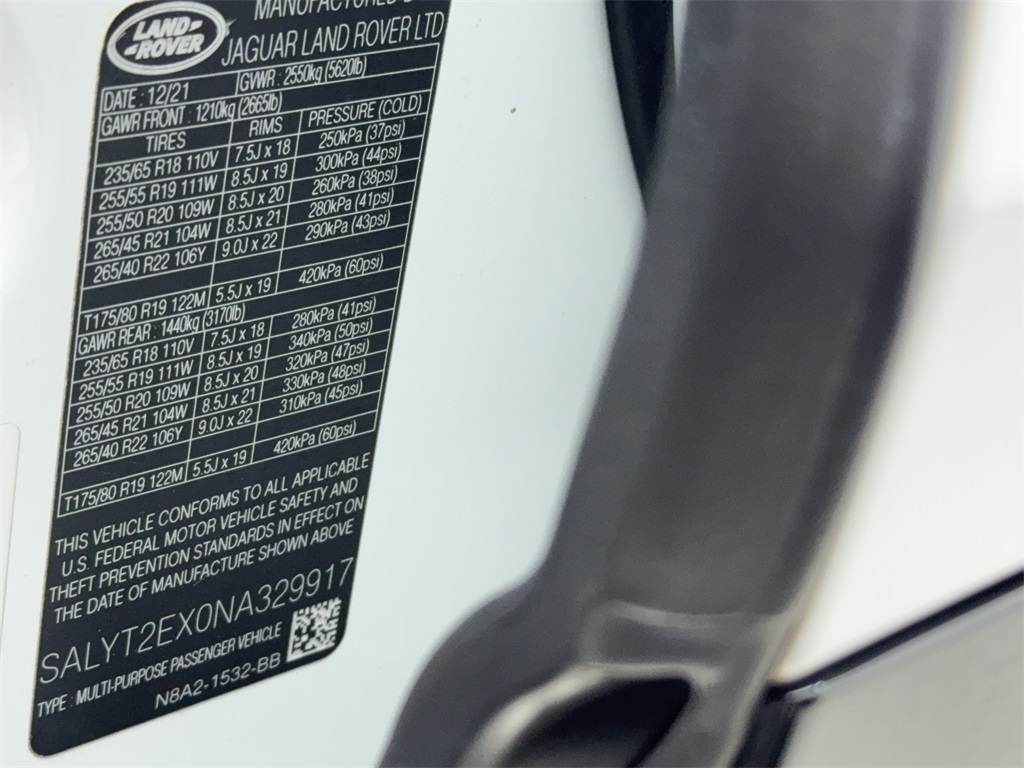 LAND ROVER
MANUFACTURED
JAGUAR LAND ROVER LTD
DATE : 12/21 GVWR : 2550kg (5620lb)
GAWR FRONT : 1210kg (2665lb)
TIRES RIMS PRESSURE (COLD)
235/65 R18 110V 7.5J x 18 250kPa (37psi)
255/55 R19 111W 8.5J x 19 300kPa (44psi)
255/50 R20 109W 8.5J x 20 260kPa (38psi)
265/45 R21 104W 8.5J x 21 280kPa (41psi)
265/40 R22 106Y 9.0J x 22 290kPa (43psi)
T175/80 R19 122M 5.5J x 19 420kPa (60psi)
GAWR REAR : 1440kg (3170lb)
235/65 R18 110V 7.5J x 18 280kPa (41psi)
255/55 R19 111W 8.5J x 19 340kPa (50psi)
255/50 R20 109W 8.5J x 20 320kPa (47psi)
265/45 R21 104W 8.5J x 21 330kPa (48psi)
265/40 R22 106Y 9.0J x 22 310kPa (45psi)
T175/80 R19 122M 5.5J x 19 420kPa (60psi)
THIS VEHICLE CONFORMS TO ALL APPLICABLE
U.S. FEDERAL MOTOR VEHICLE SAFETY AND
THEFT PREVENTION STANDARDS IN EFFECT ON
THE DATE OF MANUFACTURE SHOWN ABOVE
SALYT2EX0NA329917
TYPE : MULTI-PURPOSE PASSENGER VEHICLE
N8A2-1532-BB